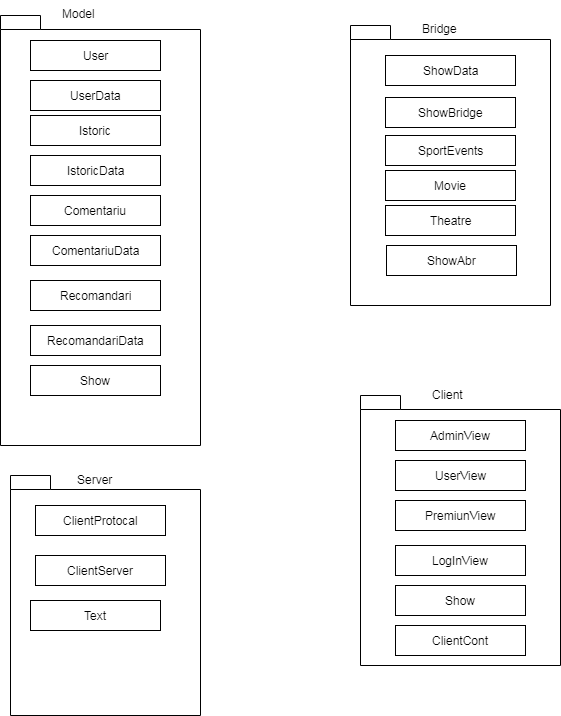 Model
User
UserData
Istoric
IstoricData
Comentariu
ComentariuData
Recomandari
RecomandariData
Show
Bridge
ShowData
ShowBridge
SportEvents
Movie
Theatre
ShowAbr
Server
ClientProtocal
ClientServer
Text
Client
AdminView
UserView
PremiunView
LogInView
Show
ClientCont